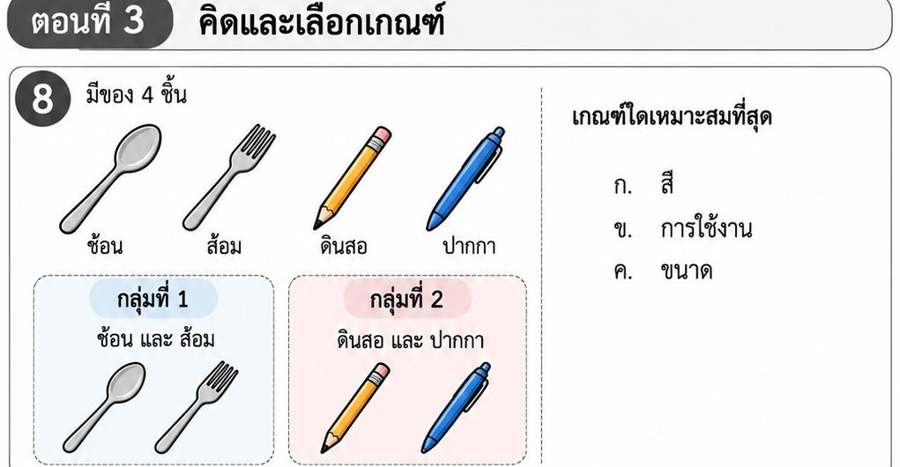 ตอนที่ 3 คิดและเลือกเกณฑ์
8 มีของ 4 ชิ้น
ช้อน ส้อม ดินสอ ปากกา
กลุ่มที่ 1
ช้อน และ ส้อม
กลุ่มที่ 2
ดินสอ และ ปากกา
เกณฑ์ใดเหมาะสมที่สุด
ก. สี
ข. การใช้งาน
ค. ขนาด